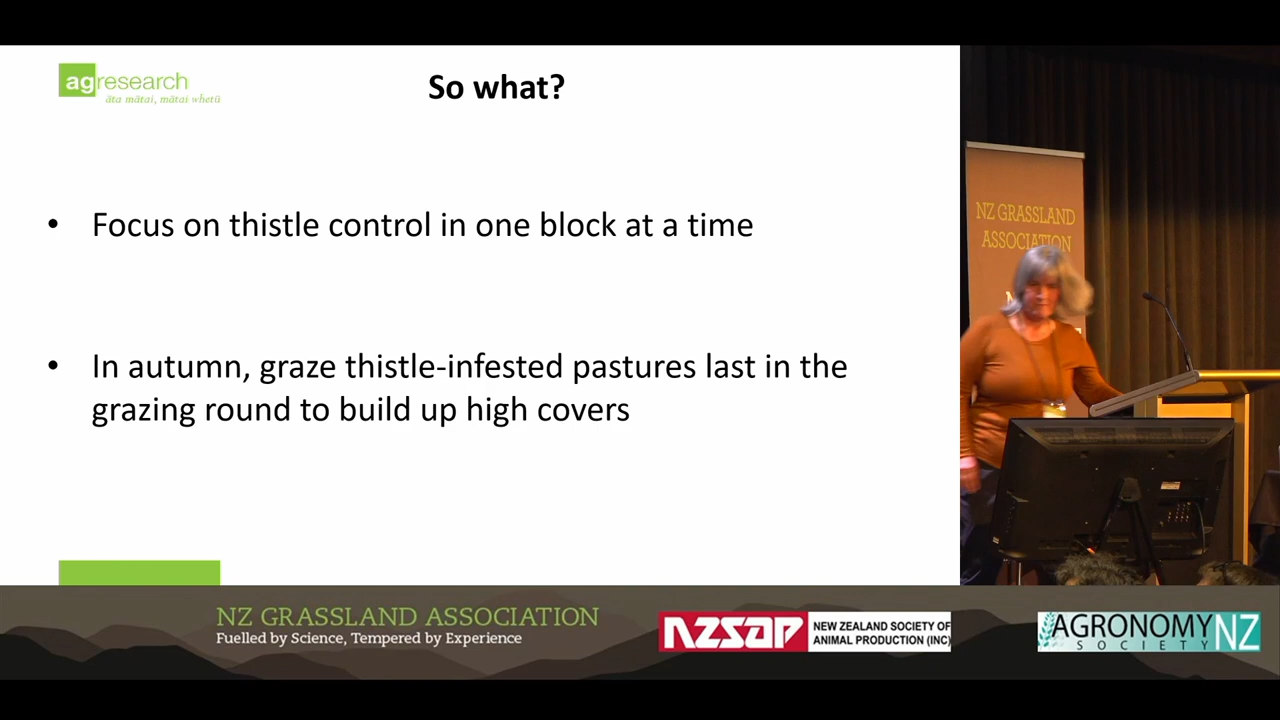 agresearch
āta mātai, mātai whetū
So what?
• Focus on thistle control in one block at a time
• In autumn, graze thistle-infested pastures last in the
grazing round to build up high covers
NZ GRASSLAND
ASSOCIATION
NZ GRASSLAND ASSOCIATION
Fuelled by Science, Tempered by Experience
NZSAP
NEW ZEALAND SOCIETY OF
ANIMAL PRODUCTION (INC)
AGRONOMY NZ
SOCIETY